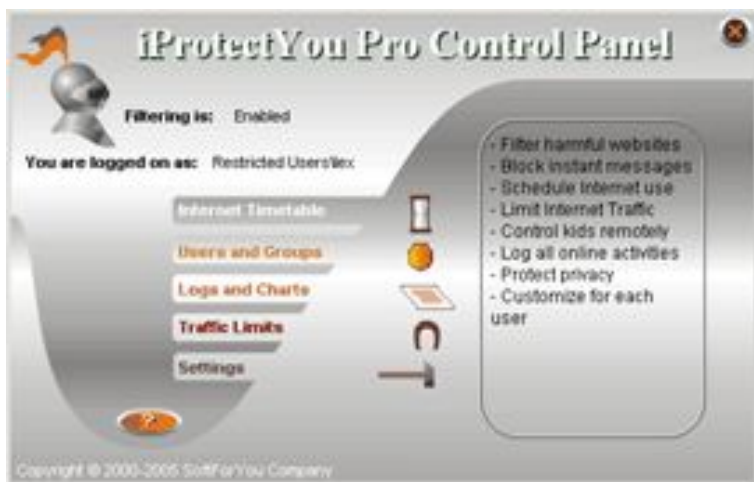 iProtectYou Pro Control Panel
Filtering is: Enabled
You are logged on as: Restricted Users\lex
Internet Timetable
Users and Groups
Logs and Charts
Traffic Limits
Settings
?
- Filter harmful websites
- Block instant messages
- Schedule Internet use
- Limit Internet Traffic
- Control kids remotely
- Log all online activities
- Protect privacy
- Customize for each
user
Copyright © 2000-2005 SoftForYou Company